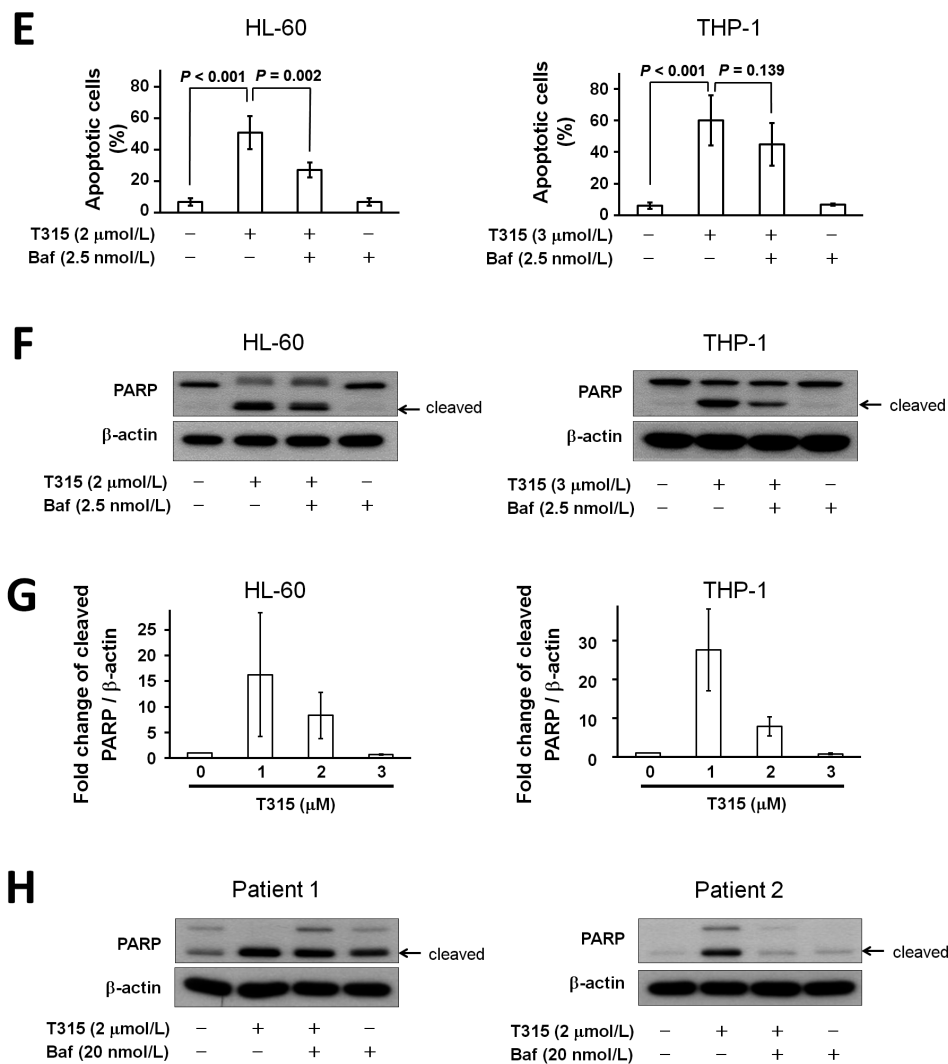 E
HL-60
THP-1
P < 0.001 P = 0.002
P < 0.001 P = 0.139
Apoptotic cells
(%)
80
60
40
20
0
Apoptotic cells
(%)
80
60
40
20
0
T315 (2 μmol/L) − + + −
Baf (2.5 nmol/L) − − + +
T315 (3 μmol/L) − + + −
Baf (2.5 nmol/L) − − + +
F
HL-60
THP-1
PARP
cleaved
β-actin
PARP
cleaved
β-actin
T315 (2 μmol/L) − + + −
Baf (2.5 nmol/L) − − + +
T315 (3 μmol/L) − + + −
Baf (2.5 nmol/L) − − + +
G
HL-60
THP-1
Fold change of cleaved
PARP / β-actin
25
20
15
10
5
0
0 1 2 3
T315 (μM)
Fold change of cleaved
PARP / β-actin
30
20
10
0
0 1 2 3
T315 (μM)
H
Patient 1
Patient 2
PARP
cleaved
β-actin
PARP
cleaved
β-actin
T315 (2 μmol/L) − + + −
Baf (20 nmol/L) − − + +
T315 (2 μmol/L) − + + −
Baf (20 nmol/L) − − + +